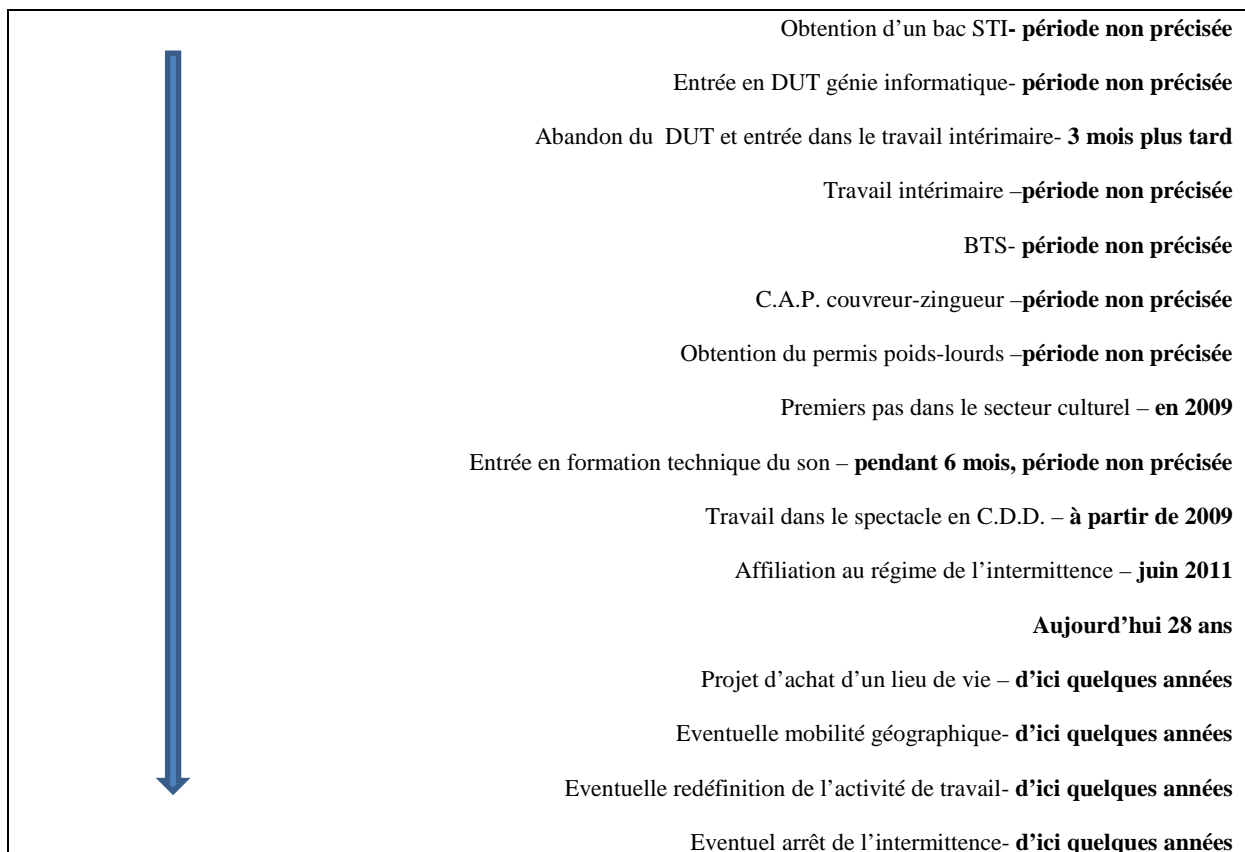 Obtention d’un bac STI- période non précisée
Entrée en DUT génie informatique- période non précisée
Abandon du  DUT et entrée dans le travail intérimaire- 3 mois plus tard
Travail intérimaire –période non précisée
BTS- période non précisée
C.A.P. couvreur-zingueur –période non précisée
Obtention du permis poids-lourds –période non précisée
Premiers pas dans le secteur culturel – en 2009
Entrée en formation technique du son – pendant 6 mois, période non précisée
Travail dans le spectacle en C.D.D. – à partir de 2009
Affiliation au régime de l’intermittence – juin 2011
Aujourd’hui 28 ans
Projet d’achat d’un lieu de vie – d’ici quelques années
Eventuelle mobilité géographique- d’ici quelques années
Eventuelle redéfinition de l’activité de travail- d’ici quelques années
Eventuel arrêt de l’intermittence- d’ici quelques années